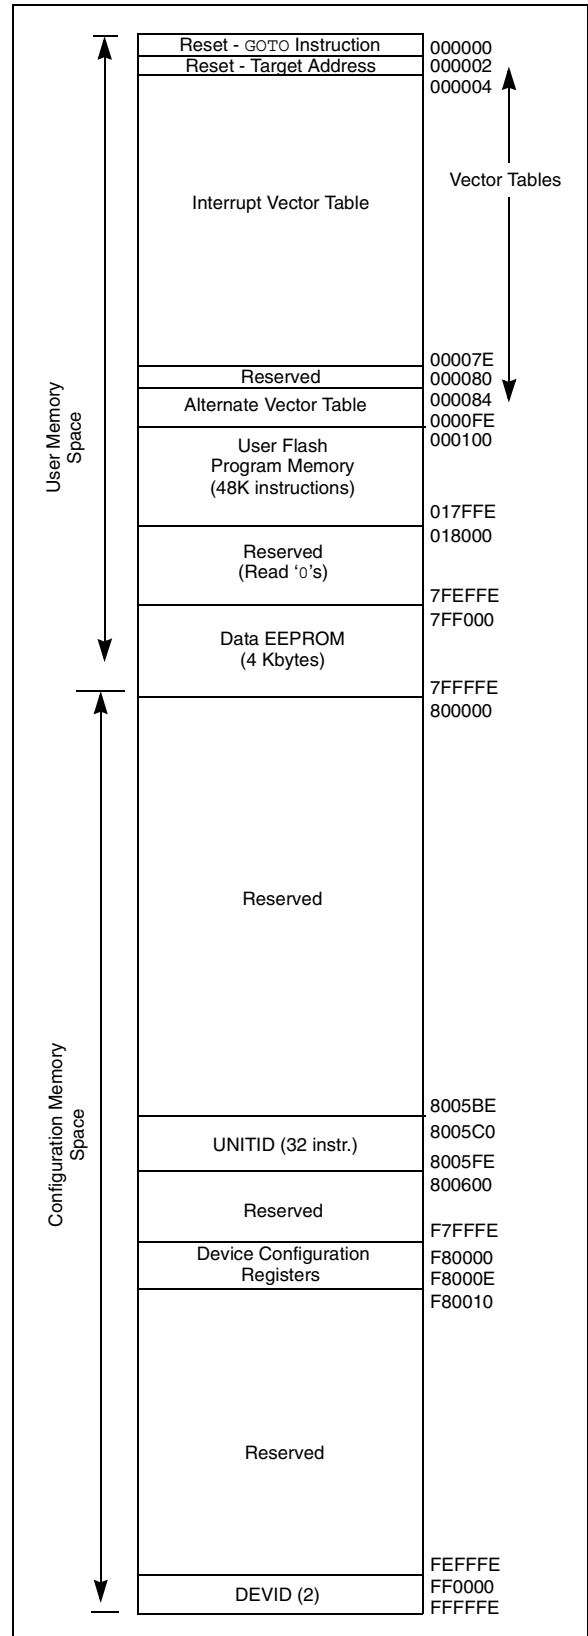 Reset - GOTO Instruction
000000
Reset - Target Address
000002
000004
Vector Tables
Interrupt Vector Table
00007E
Reserved
000080
Alternate Vector Table
000084
0000FE
User Flash
Program Memory
(48K instructions)
000100
017FFE
018000
Reserved
(Read ‘0’s)
7FEFFE
7FF000
Data EEPROM
(4 Kbytes)
7FFFFE
800000
User Memory
Space
Reserved
8005BE
8005C0
UNITID (32 instr.)
8005FE
800600
Reserved
F7FFFE
Device Configuration
Registers
F80000
F8000E
F80010
Configuration Memory
Space
Reserved
FEFFFE
FF0000
DEVID (2)
FFFFFE